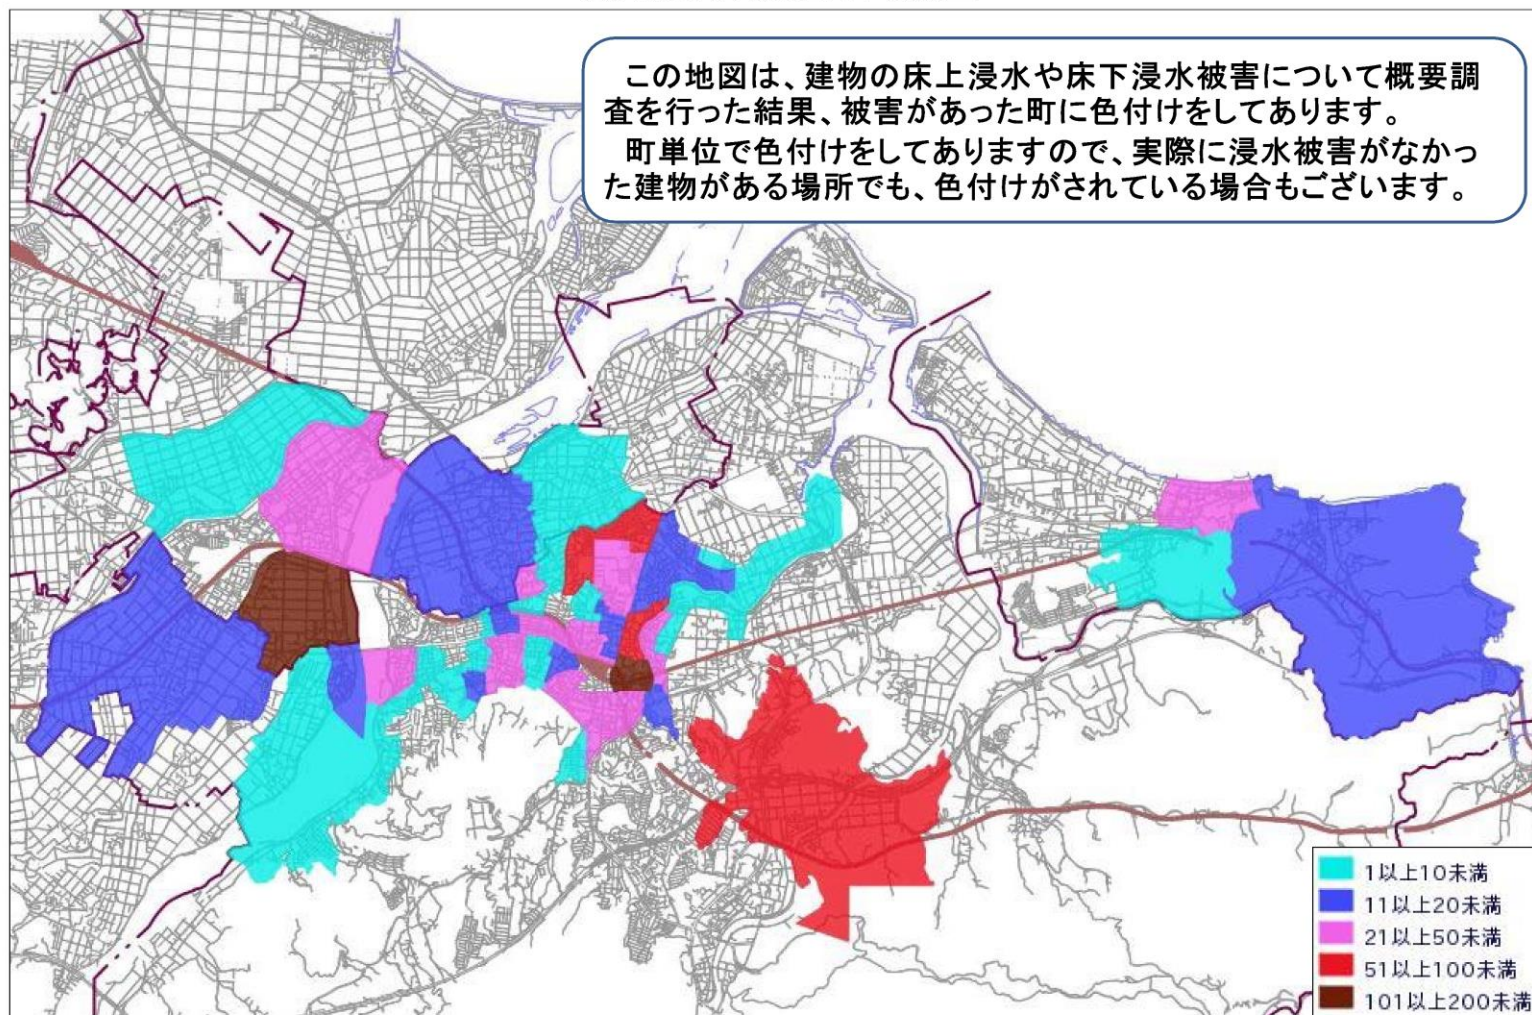 この地図は、建物の床上浸水や床下浸水被害について概要調
査を行った結果、被害があった町に色付けをしてあります。
町単位で色付けをしてありますので、実際に浸水被害がなかっ
た建物がある場所でも、色付けがされている場合もございます。
1以上10未満
11以上20未満
21以上50未満
51以上100未満
101以上200未満